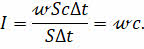 I = wScΔt / SΔt = wc.